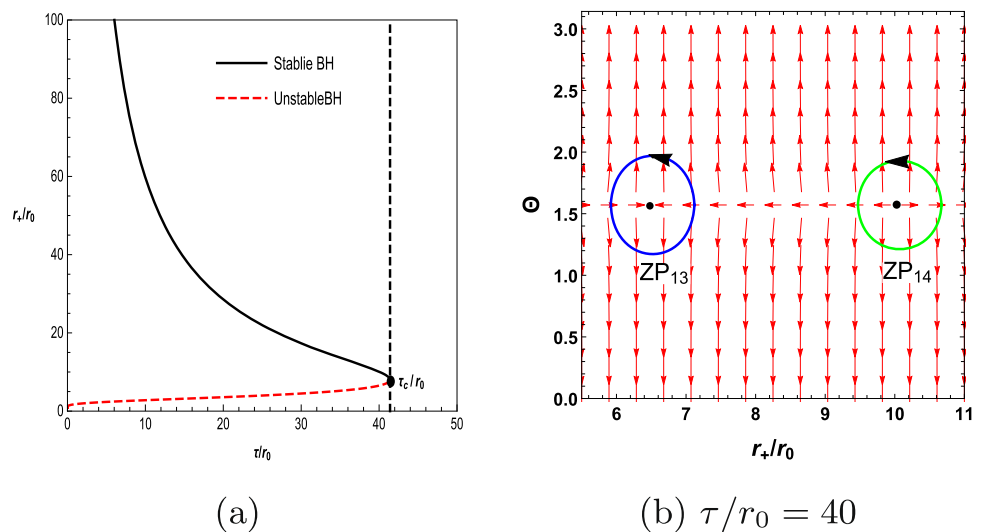 100
80
60
40
20
0
r₊/r₀
Stablie BH
UnstableBH
τ_c/r₀
0 10 20 30 40 50
τ/r₀
(a)
3.0
2.5
2.0
1.5
1.0
0.5
0.0
Θ
ZP₁₃
ZP₁₄
6 7 8 9 10 11
r₊/r₀
(b) τ/r₀ = 40